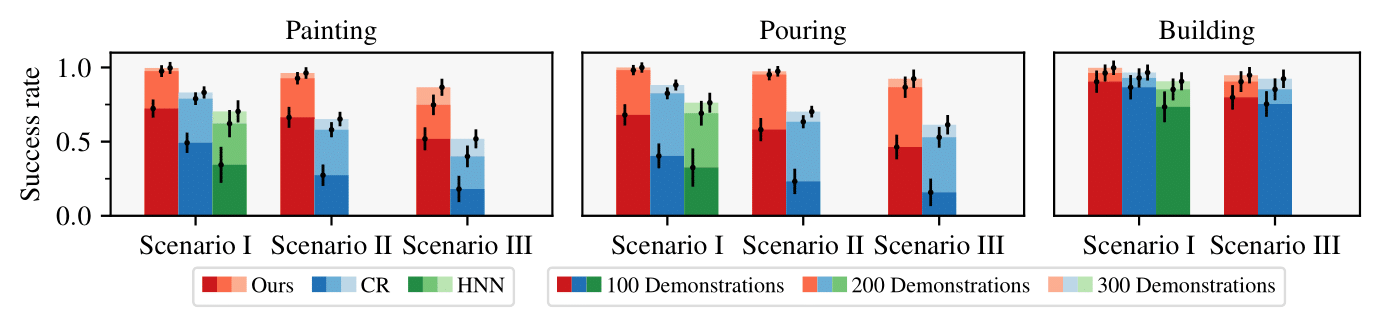 Painting
Pouring
Building
Success rate
1.0
0.5
0.0
Scenario I Scenario II Scenario III
Scenario I Scenario II Scenario III
Scenario I Scenario III
Ours CR HNN
100 Demonstrations 200 Demonstrations 300 Demonstrations